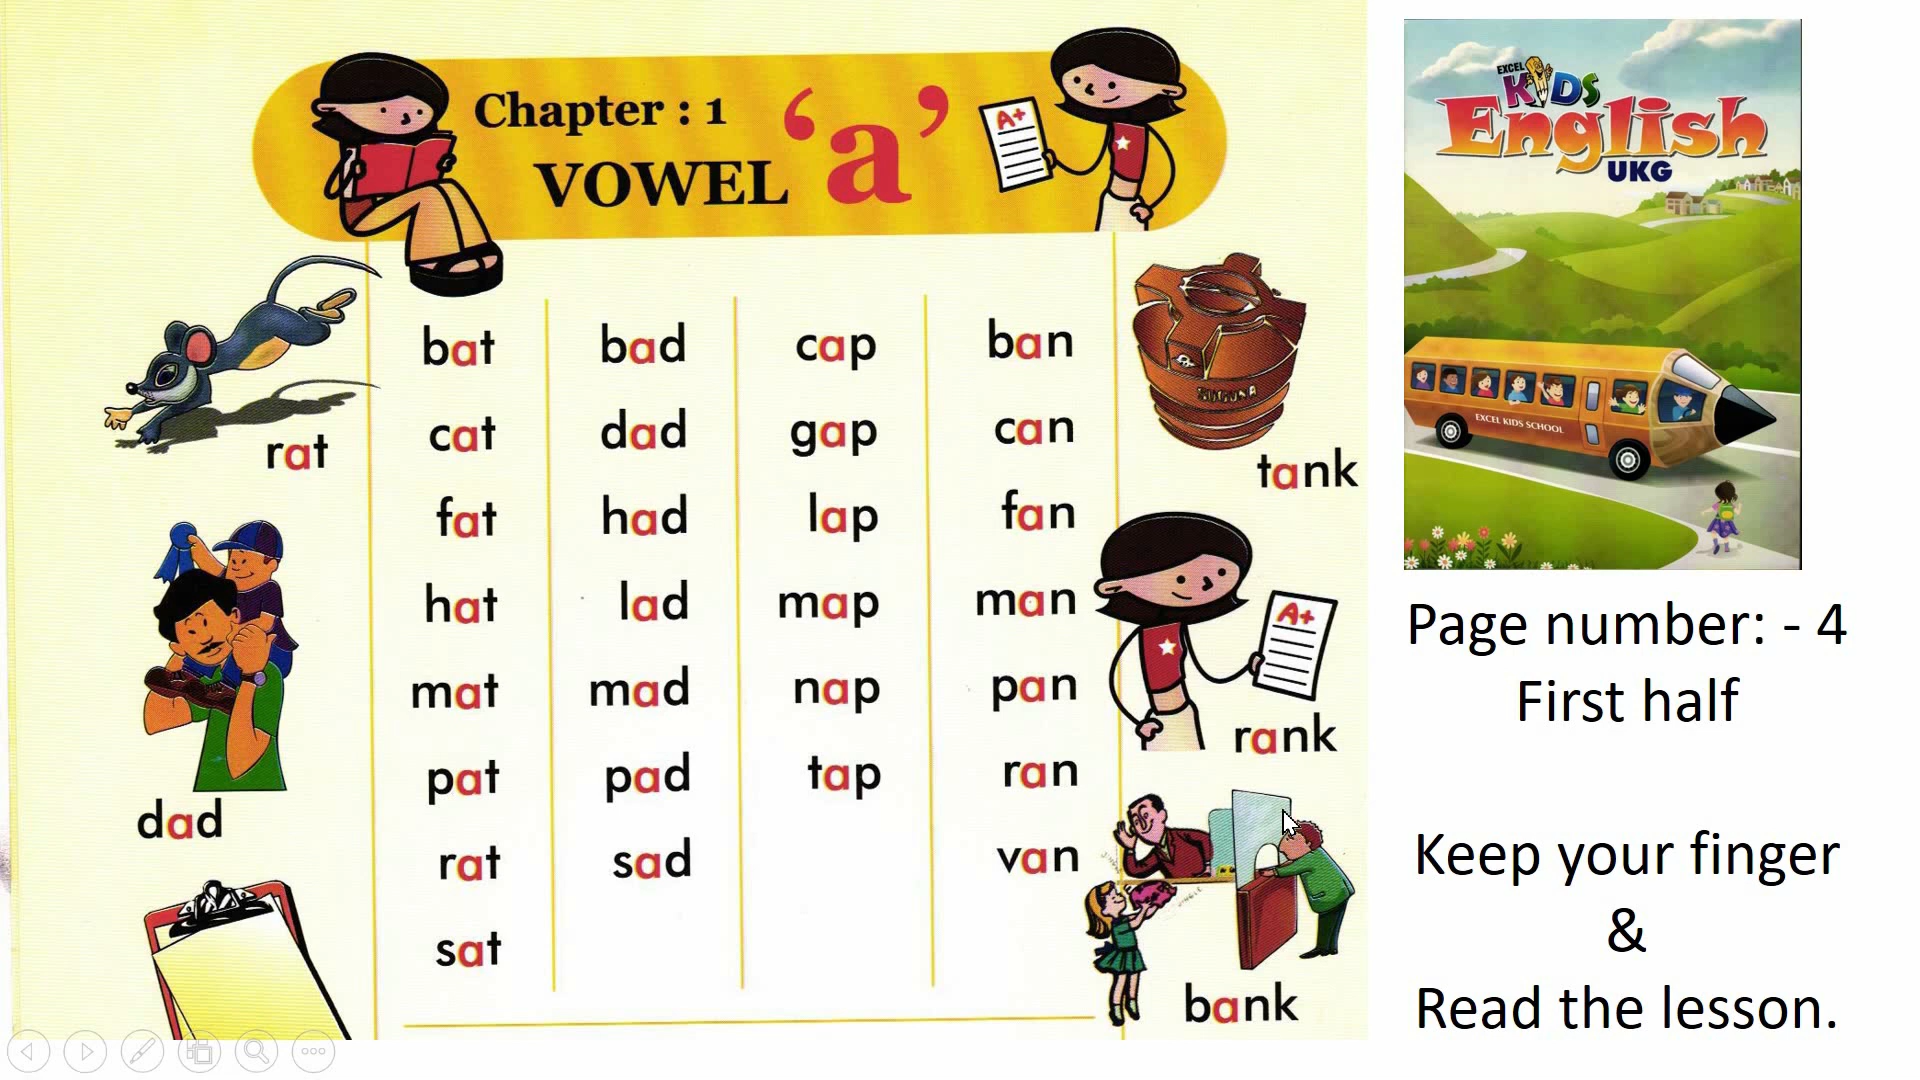 Chapter : 1
VOWEL 'a'
A+
rat
dad
bat
cat
fat
hat
mat
pat
rat
sat
bad
dad
had
lad
mad
pad
sad
cap
gap
lap
map
nap
tap
ban
can
fan
man
pan
ran
van
SUGUNA
tank
A+
rank
bank
EXCEL
KIDS
English
UKG
EXCEL KIDS SCHOOL
Page number: - 4
First half
Keep your finger
&
Read the lesson.